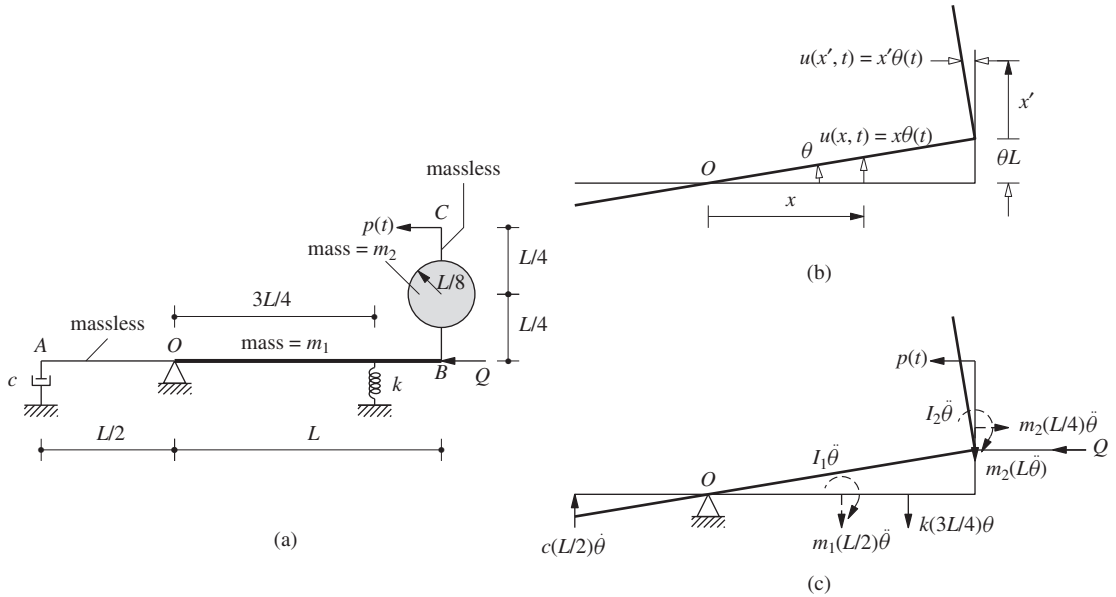 massless
C
p(t)
mass = m₂
L/8
L/4
3L/4
L/4
massless
A
O
mass = m₁
B
Q
c
k
L/2
L
(a)
u(x′, t) = x′θ(t)
x′
u(x, t) = xθ(t)
θ
O
θL
x
(b)
p(t)
I₂θ̈
m₂(L/4)θ̈
I₁θ̈
Q
m₂(Lθ̈)
O
c(L/2)θ̇
k(3L/4)θ
m₁(L/2)θ̈
(c)